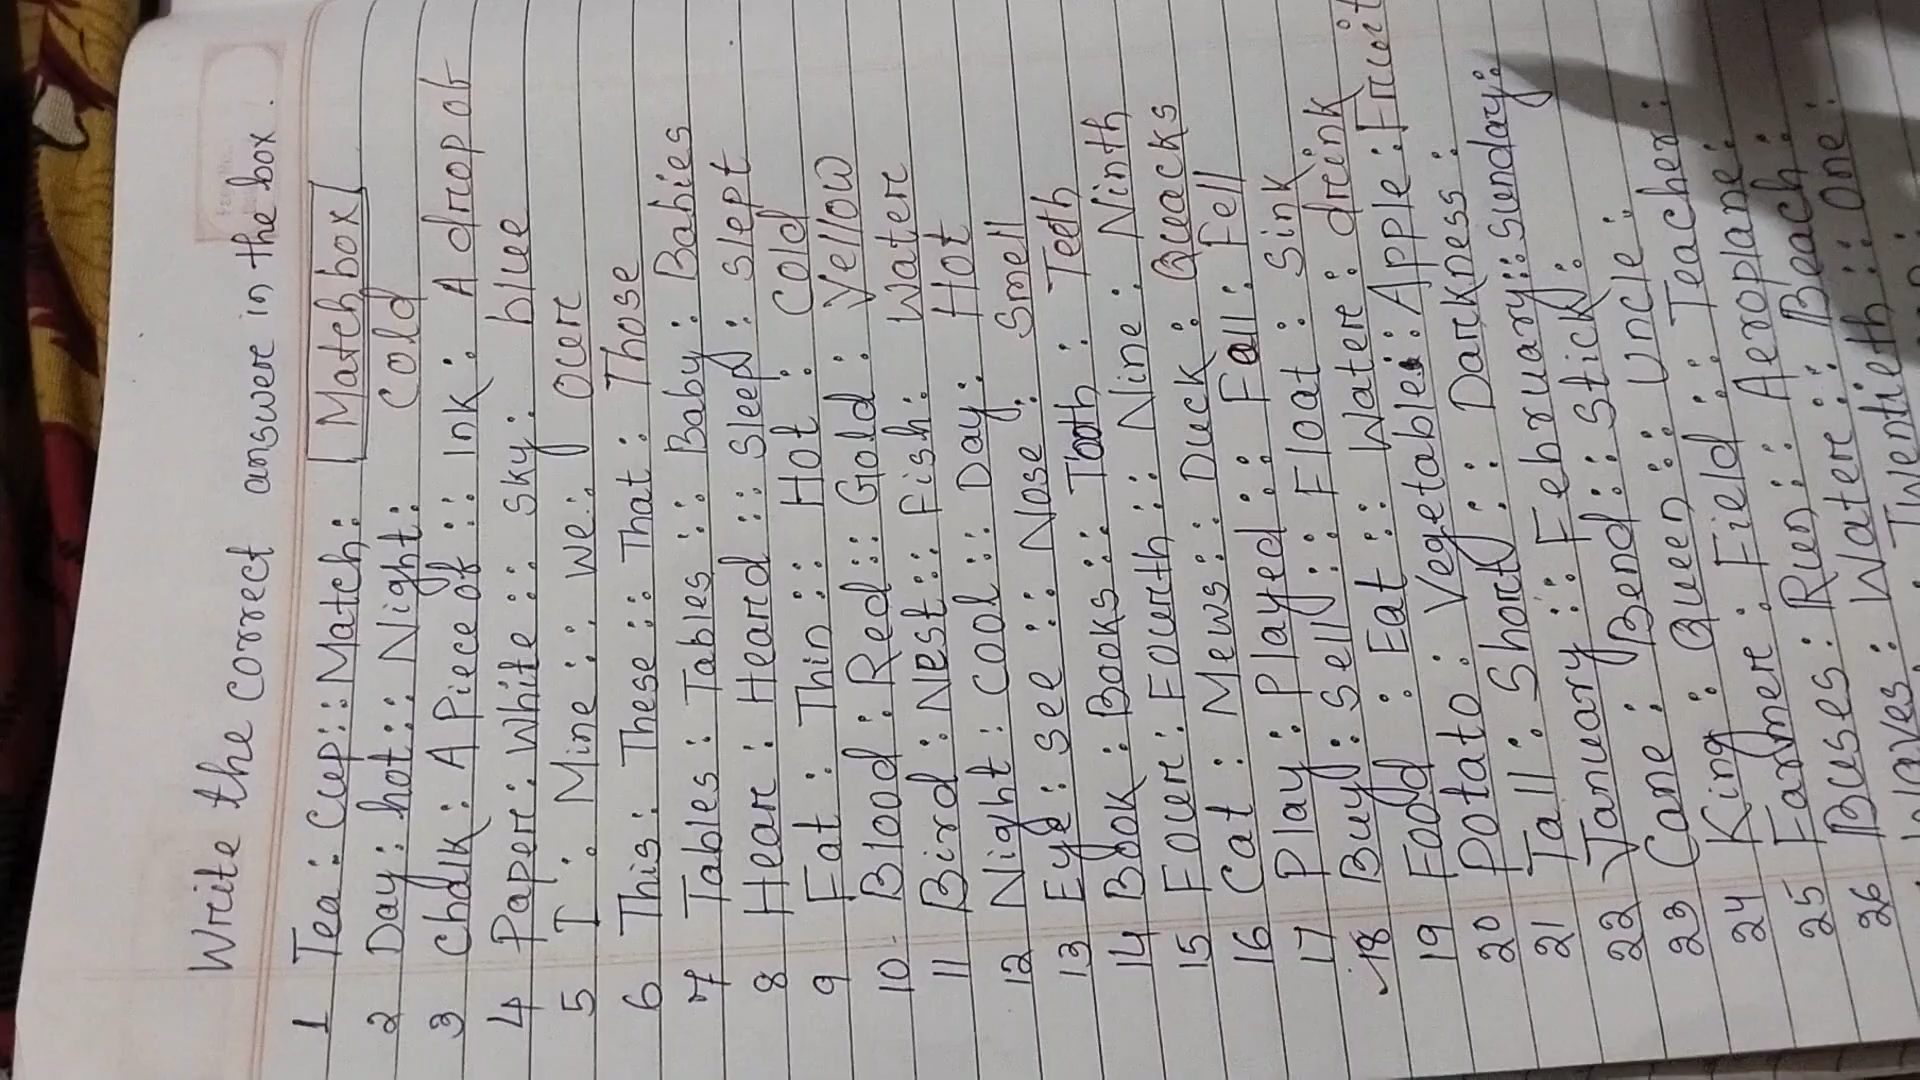 Write the correct answer in the box.
1 Tea : Cup :: Match : Matchbox
2 Day : hot :: Night : Cold
3 Chalk : A Piece of :: ink : A drop of
4 Paper : White :: Sky : blue
5 I : Mine :: We : our
6 This : These :: That : Those
7 Tables : Tables :: Baby : Babies
8 Hear : Heard :: Sleep : Slept
9 Fat : Thin :: Hot : Cold
10 Blood : Red :: Gold : Yellow
11 Bird : Nest :: Fish : Water
12 Night : Cool :: Day : Hot
13 Eye : See :: Nose : Smell
14 Book : Books :: Tooth : Teeth
15 Four : Fourth :: Nine : Ninth
16 Cat : Mews :: Duck : Quacks
17 Play : Played :: Fall : Fell
18 Buy : Sell :: Float : Sink
19 Food : Eat :: Water : drink
20 Potato : Vegetable :: Apple : Fruit
21 Tall : Short :: Darkness :
22 January : February :: Sunday :
23 Cane : Bend :: Stick :
24 King : Queen :: Uncle :
25 Farmer : Field :: Teacher :
26 Buses : Run :: Aeroplane :
Water :: Beach :
Twentieth :: One :